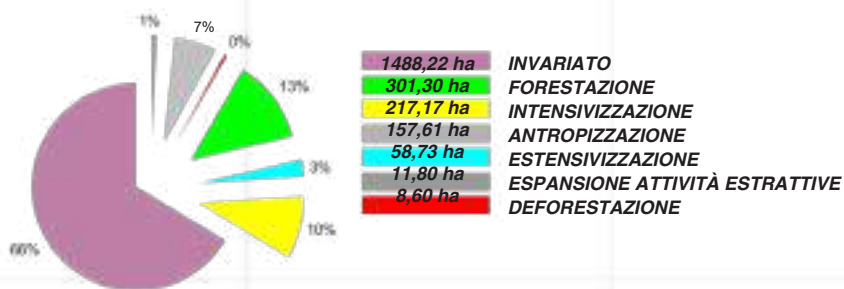 1%
7%
0%
13%
3%
10%
66%
1488,22 ha INVARIATO
301,30 ha FORESTAZIONE
217,17 ha INTENSIVIZZAZIONE
157,61 ha ANTROPIZZAZIONE
58,73 ha ESTENSIVIZZAZIONE
11,80 ha ESPANSIONE ATTIVITÀ ESTRATTIVE
8,60 ha DEFORESTAZIONE